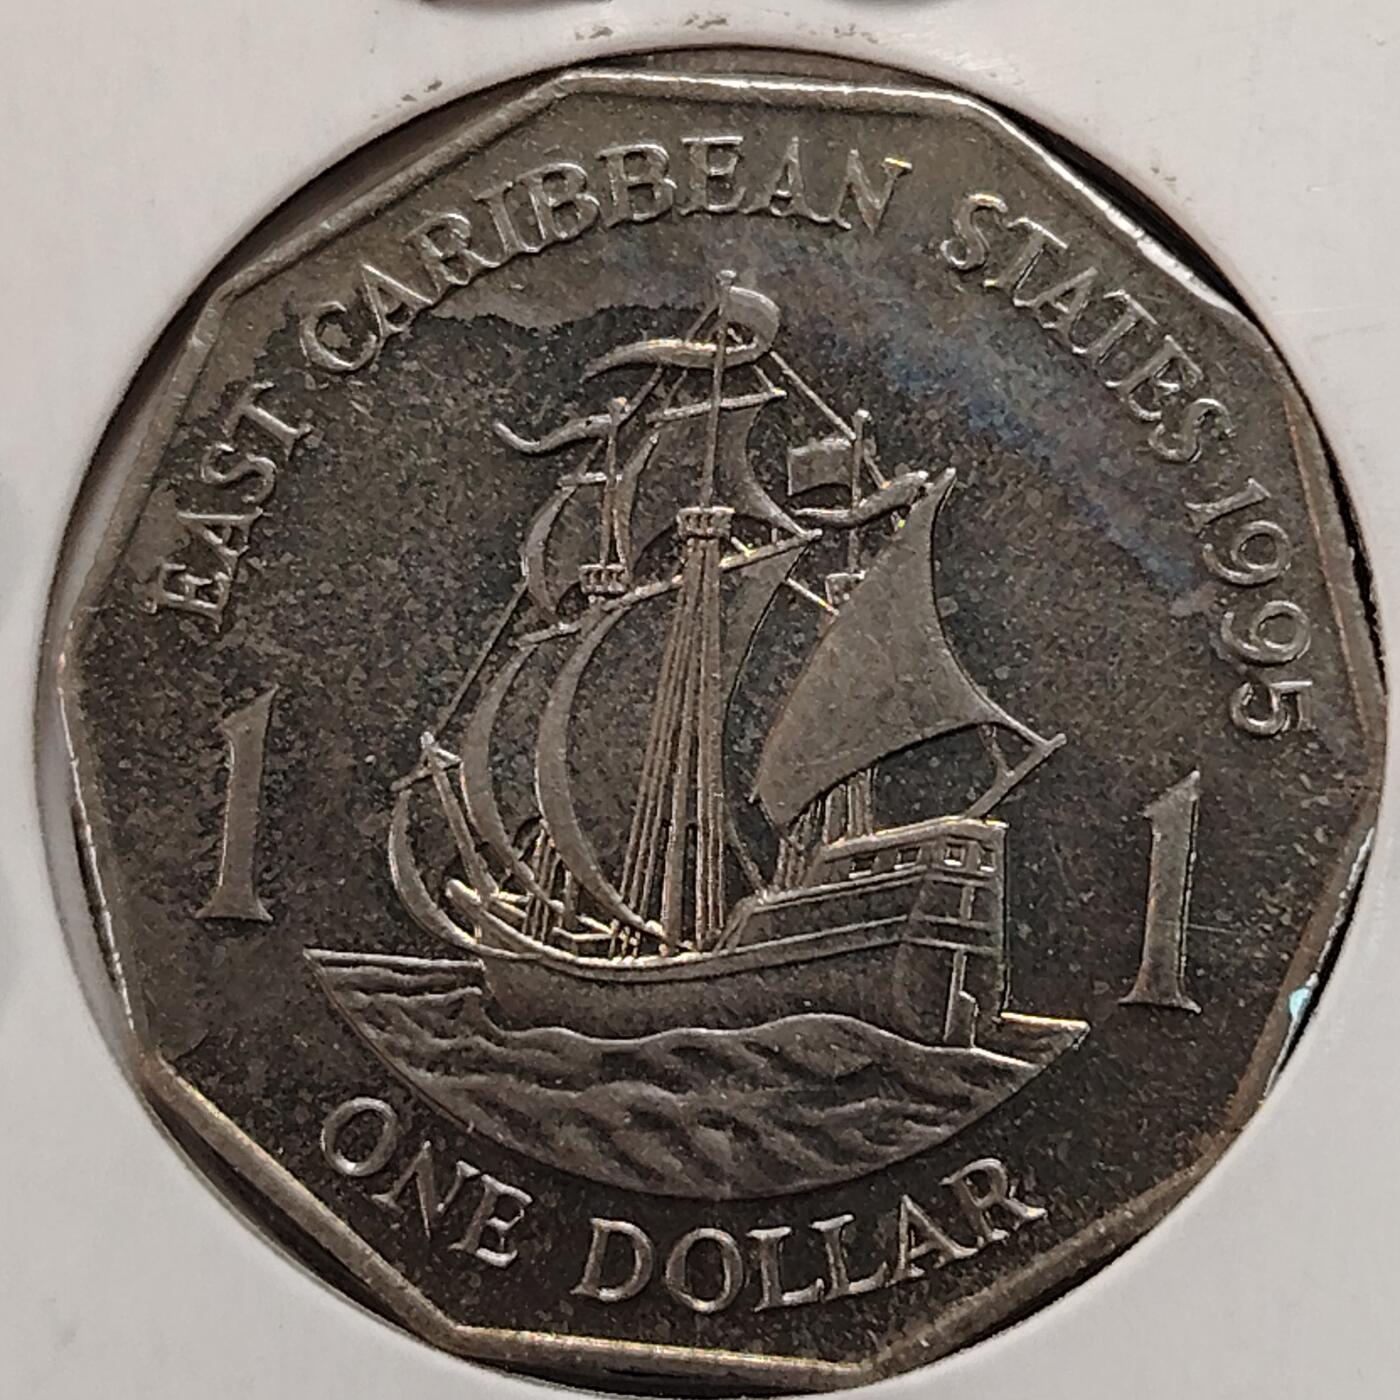 EAST CARIBBEAN STATES 1995
1 1
ONE DOLLAR